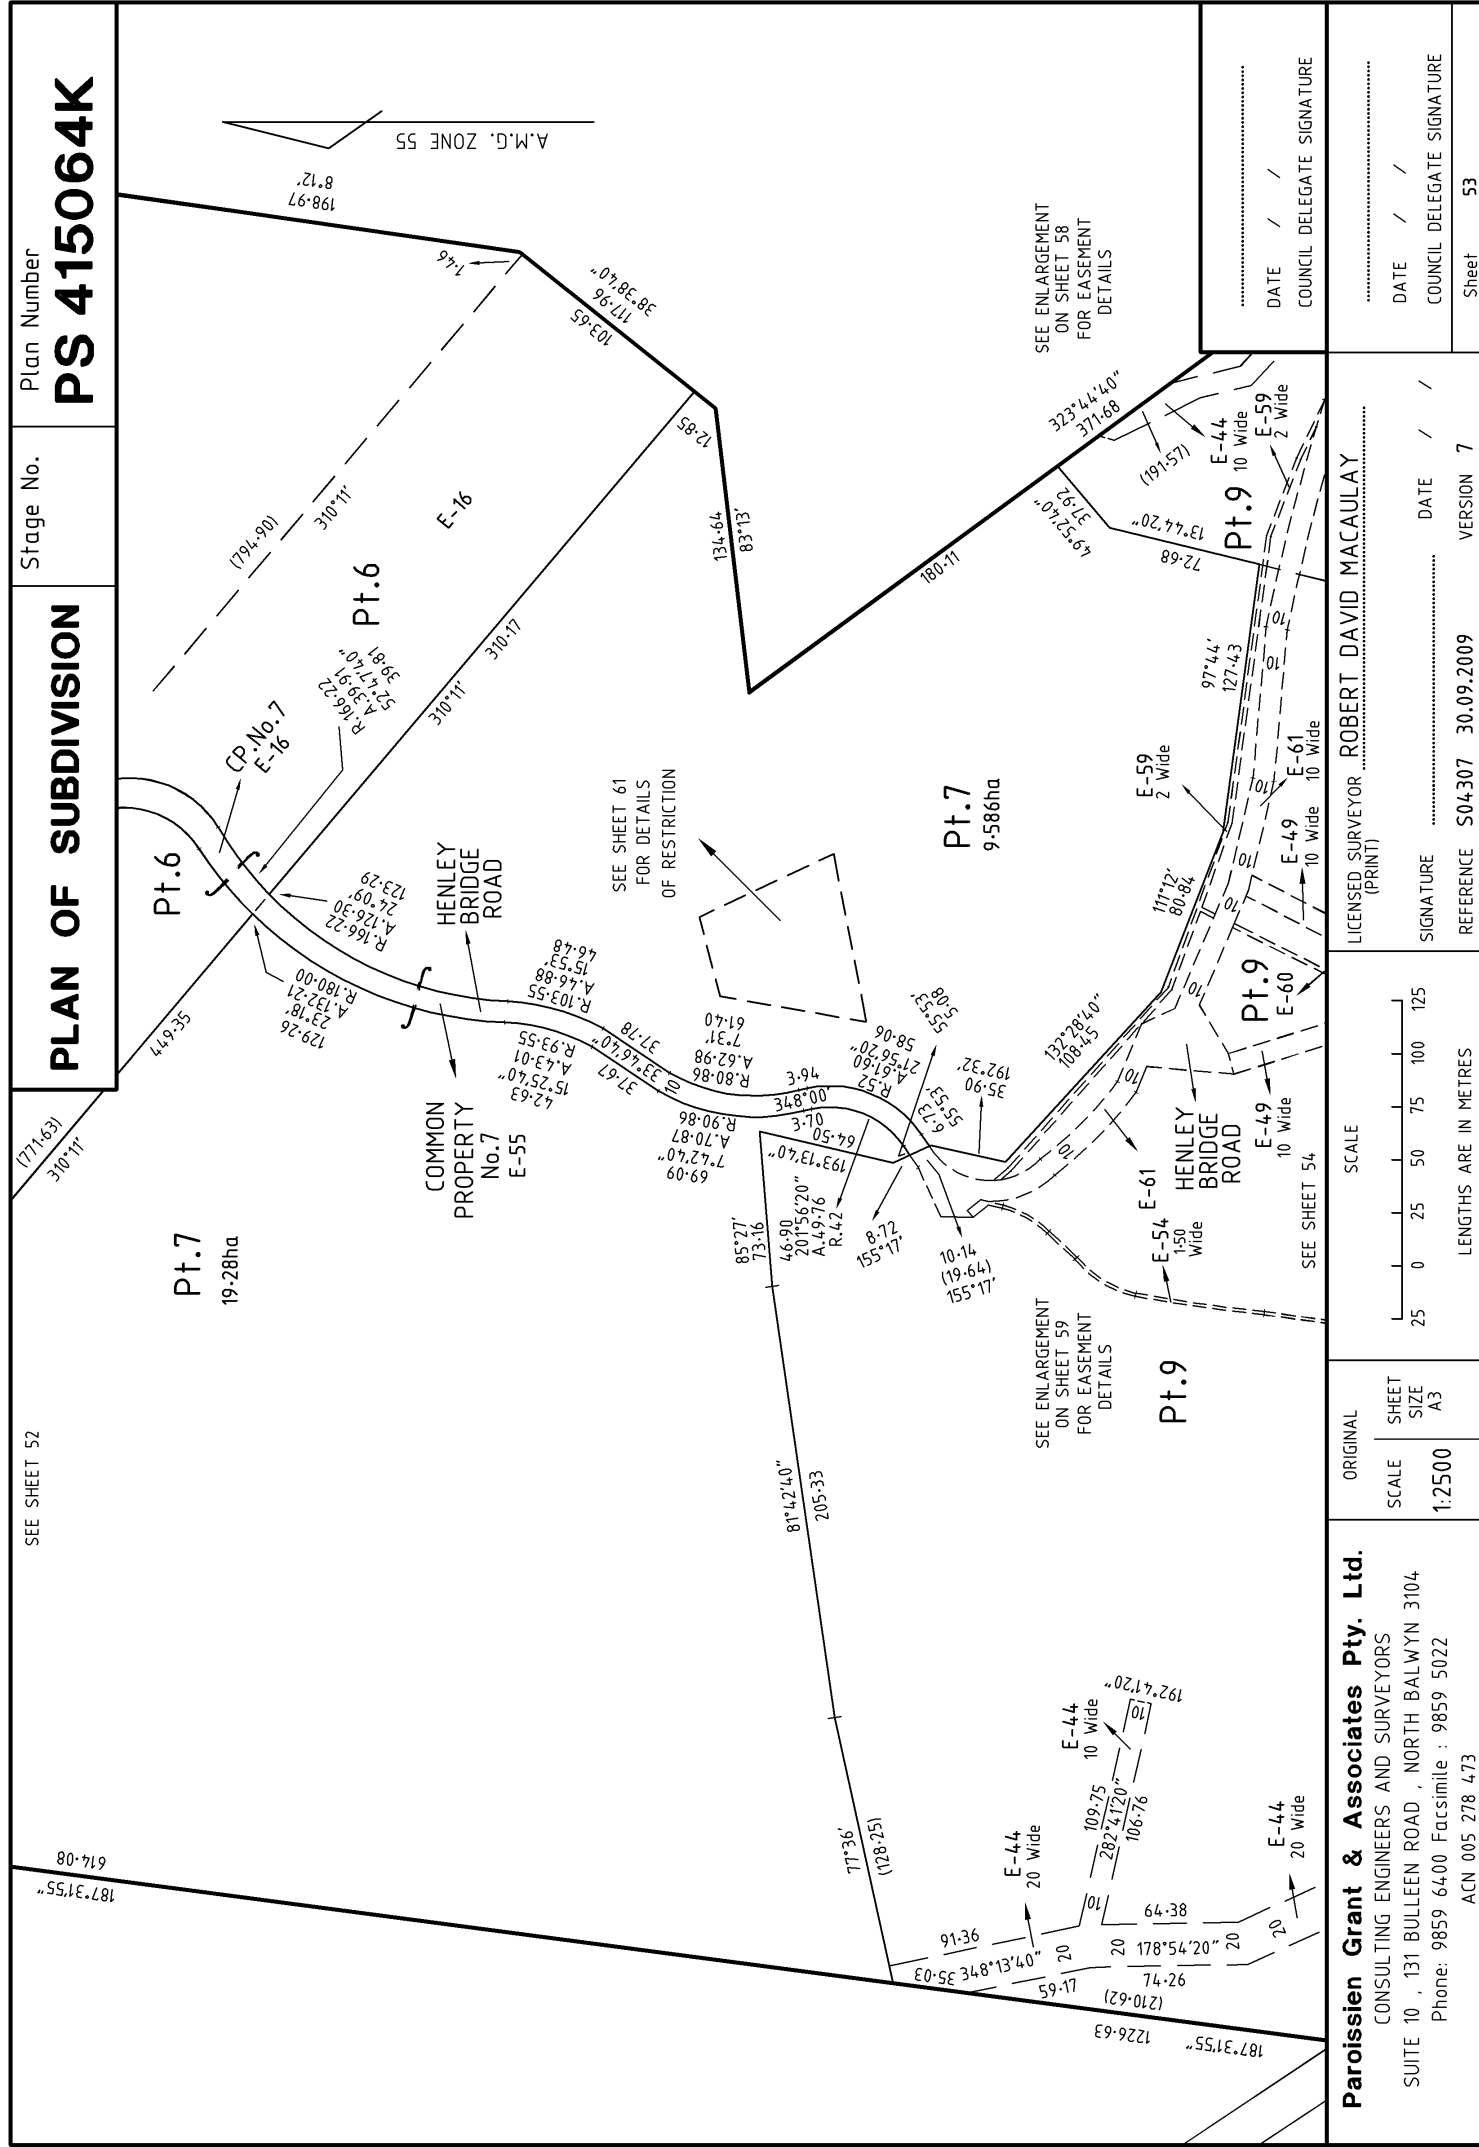 PLAN OF SUBDIVISION
Stage No.
Plan Number
PS 415064K
SEE SHEET 52
187°31'55"
614·08
(771·63)
310°11'
449·35
Pt.7
19·28ha
Pt.6
CP.No.7
E-16
R.166·22
A.39·91
52°47'40"
39·81
Pt.6
(794·90)
310°11'
E-16
310°11'
310·17
1·46
8°12'
198·97
A.M.G. ZONE 55
38°38'40"
117·96
103·65
12·85
134·64
83°13'
129·26
23°18'
A.132·21
R.180·00
R.166·22
A.126·30
24°09'
123·29
HENLEY
BRIDGE
ROAD
COMMON
PROPERTY
No.7
E-55
42·63
15°25'40"
A.43·01
R.93·55
R.103·55
A.46·88
15°53'
46·48
37·67
33°46'40"
37·78
10
69·09
7°42'40"
A.70·87
R.90·86
R.80·86
A.62·98
7°31'
61·40
SEE SHEET 61
FOR DETAILS
OF RESTRICTION
3·70
348°00'
3·94
85°27'
73·16
193°13'40"
64·50
46·90
201°56'20"
A.49·76
R.42
R.52
A.61·60
21°56'20"
58·06
8·72
155°17'
6·73
55°53'
55°53'
5·08
10·14
(19·64)
155°17'
192°32'
35·90
Pt.7
9·586ha
180·11
323°44'40"
371·68
49°52'40"
37·92
13°44'20"
72·68
(191·57)
SEE ENLARGEMENT
ON SHEET 58
FOR EASEMENT
DETAILS
E-44
10 Wide
E-59
2 Wide
Pt.9
97°44'
127·43
E-59
2 Wide
111°12'
80·84
132°28'40"
108·45
10
10
10
10
10
10
10
10
E-61
10 Wide
E-49
10 Wide
Pt.9
E-60
E-49
10 Wide
HENLEY
BRIDGE
ROAD
E-61
E-54
1·50
Wide
SEE SHEET 54
SEE ENLARGEMENT
ON SHEET 59
FOR EASEMENT
DETAILS
Pt.9
81°42'40"
205·33
77°36'
(128·25)
E-44
10 Wide
192°41'20"
10
109·75
282°41'20"
106·76
10
E-44
20 Wide
E-44
20 Wide
91·36
348°13'40"
35·03
59·17
20
20
64·38
178°54'20"
74·26
20
20
(210·62)
1226·63
187°31'55"
Paroissien Grant & Associates Pty. Ltd.
CONSULTING ENGINEERS AND SURVEYORS
SUITE 10 , 131 BULLEEN ROAD , NORTH BALWYN 3104
Phone: 9859 6400 Facsimile : 9859 5022
ACN 005 278 473
ORIGINAL
SCALE
1:2500
SHEET
SIZE
A3
SCALE
25 0 25 50 75 100 125
LENGTHS ARE IN METRES
LICENSED SURVEYOR ROBERT DAVID MACAULAY
(PRINT)
SIGNATURE DATE / /
REFERENCE S04307 30.09.2009 VERSION 7
DATE / /
COUNCIL DELEGATE SIGNATURE
DATE / /
COUNCIL DELEGATE SIGNATURE
Sheet 53